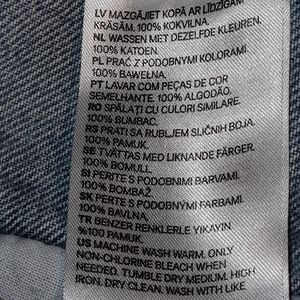 LV MAZGĀJIET KOPĀ AR LĪDZĪGĀM
KRĀSĀM. 100% KOKVILNA.
NL WASSEN MET DEZELFDE KLEUREN.
100% KATOEN.
PL PRAĆ Z PODOBNYMI KOLORAMI
100% BAWEŁNA.
PT LAVAR COM PEÇAS DE COR
SEMELHANTE. 100% ALGODÃO.
RO SPĂLAȚI CU CULORI SIMILARE.
100% BUMBAC.
RS PRATI SA RUBLJEM SLIČNIH BOJA.
100% PAMUK.
SE TVÄTTAS MED LIKNANDE FÄRGER.
100% BOMULL.
SI PERITE S PODOBNIMI BARVAMI.
100% BOMBAŽ.
SK PERTE S PODOBNÝMI FARBAMI.
100% BAVLNA.
TR BENZER RENKLERLE YIKAYIN.
%100 PAMUK.
US MACHINE WASH WARM. ONLY
NON-CHLORINE BLEACH WHEN
NEEDED. TUMBLE DRY MEDIUM. HIGH
IRON. DRY CLEAN. WASH WITH LIKE